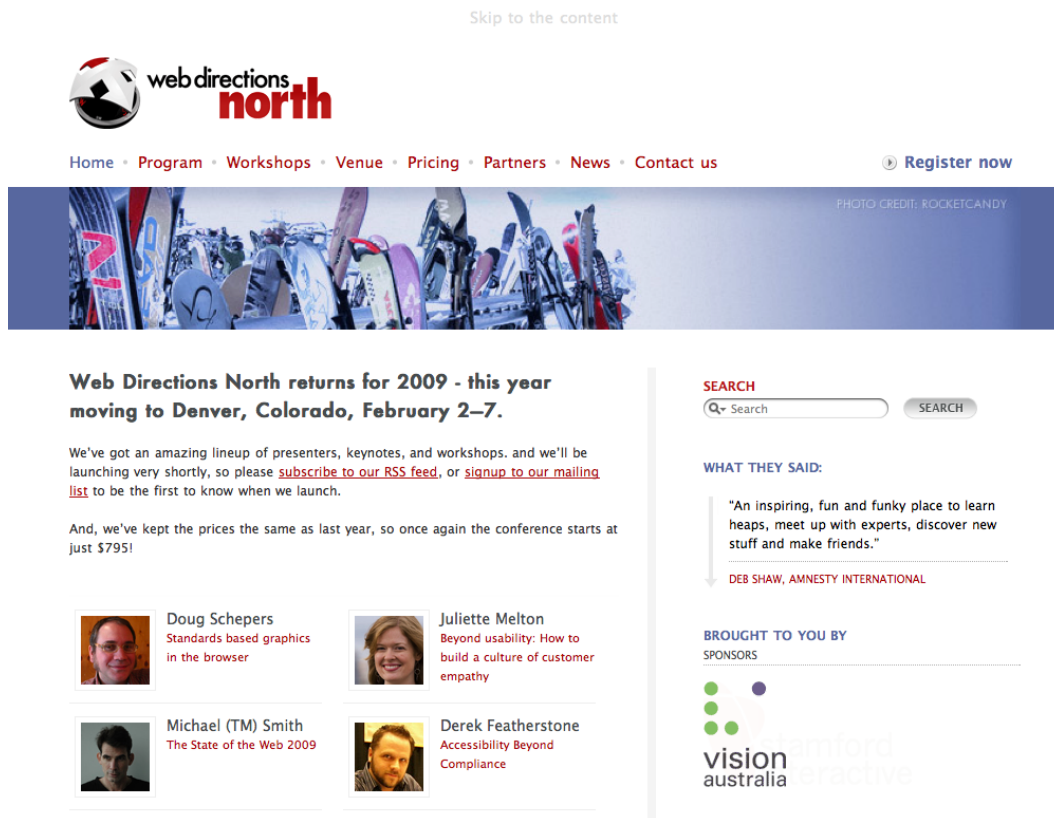 Skip to the content
web directions
north
Home • Program • Workshops • Venue • Pricing • Partners • News • Contact us
Register now
PHOTO CREDIT: ROCKETCANDY
Web Directions North returns for 2009 - this year
moving to Denver, Colorado, February 2–7.
We've got an amazing lineup of presenters, keynotes, and workshops. and we'll be
launching very shortly, so please subscribe to our RSS feed, or signup to our mailing
list to be the first to know when we launch.
And, we've kept the prices the same as last year, so once again the conference starts at
just $795!
Doug Schepers
Standards based graphics
in the browser
Juliette Melton
Beyond usability: How to
build a culture of customer
empathy
Michael (TM) Smith
The State of the Web 2009
Derek Featherstone
Accessibility Beyond
Compliance
SEARCH
Search
SEARCH
WHAT THEY SAID:
"An inspiring, fun and funky place to learn
heaps, meet up with experts, discover new
stuff and make friends."
DEB SHAW, AMNESTY INTERNATIONAL
BROUGHT TO YOU BY
SPONSORS
vision
australia